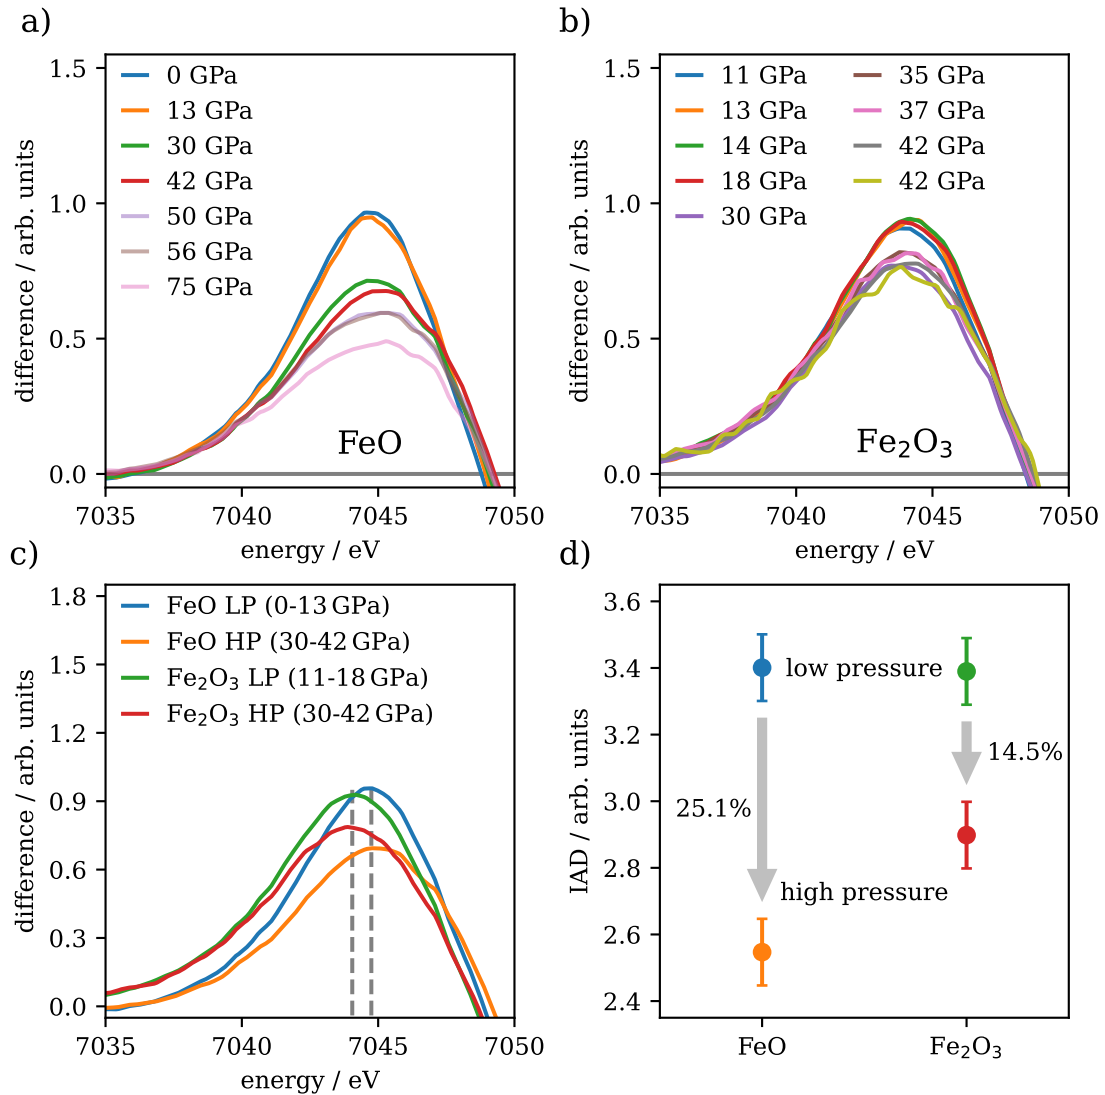 a)
1.5
1.0
0.5
0.0
difference / arb. units
0 GPa
13 GPa
30 GPa
42 GPa
50 GPa
56 GPa
75 GPa
FeO
7035
7040
7045
7050
energy / eV
b)
1.5
1.0
0.5
0.0
difference / arb. units
11 GPa
13 GPa
14 GPa
18 GPa
30 GPa
35 GPa
37 GPa
42 GPa
42 GPa
Fe₂O₃
7035
7040
7045
7050
energy / eV
c)
1.8
1.5
1.2
0.9
0.6
0.3
0.0
difference / arb. units
FeO LP (0-13 GPa)
FeO HP (30-42 GPa)
Fe₂O₃ LP (11-18 GPa)
Fe₂O₃ HP (30-42 GPa)
7035
7040
7045
7050
energy / eV
d)
3.6
3.4
3.2
3.0
2.8
2.6
2.4
IAD / arb. units
low pressure
14.5%
25.1%
high pressure
FeO
Fe₂O₃